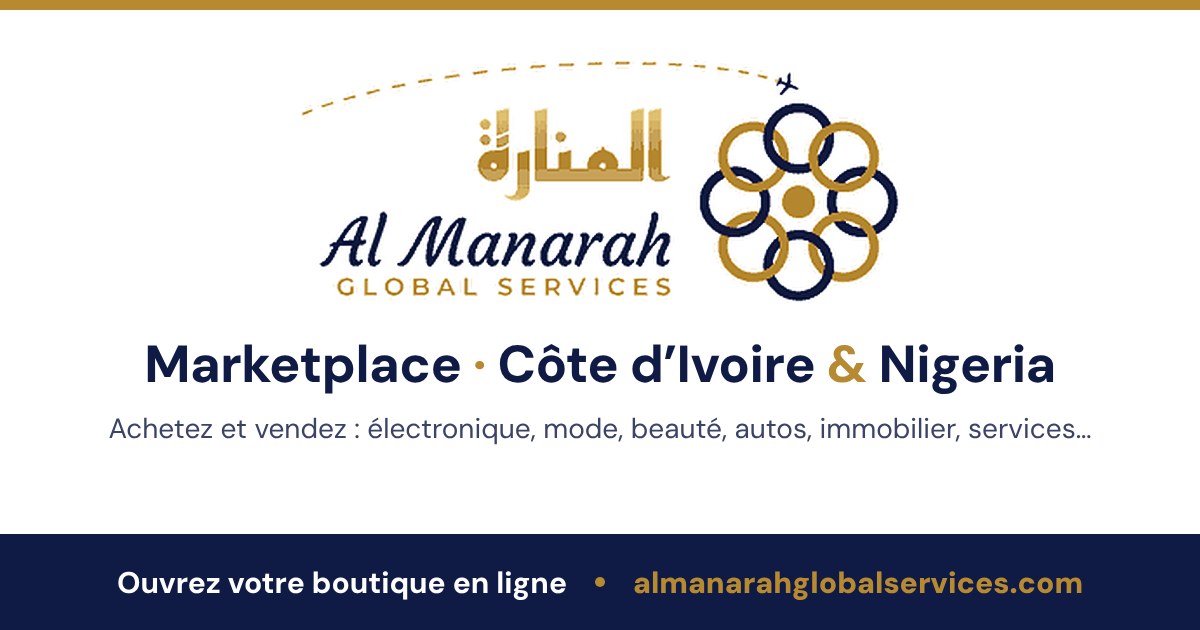 المنارة
Al Manarah
GLOBAL SERVICES
Marketplace · Côte d’Ivoire & Nigeria
Achetez et vendez : électronique, mode, beauté, autos, immobilier, services...
Ouvrez votre boutique en ligne • almanarahglobalservices.com